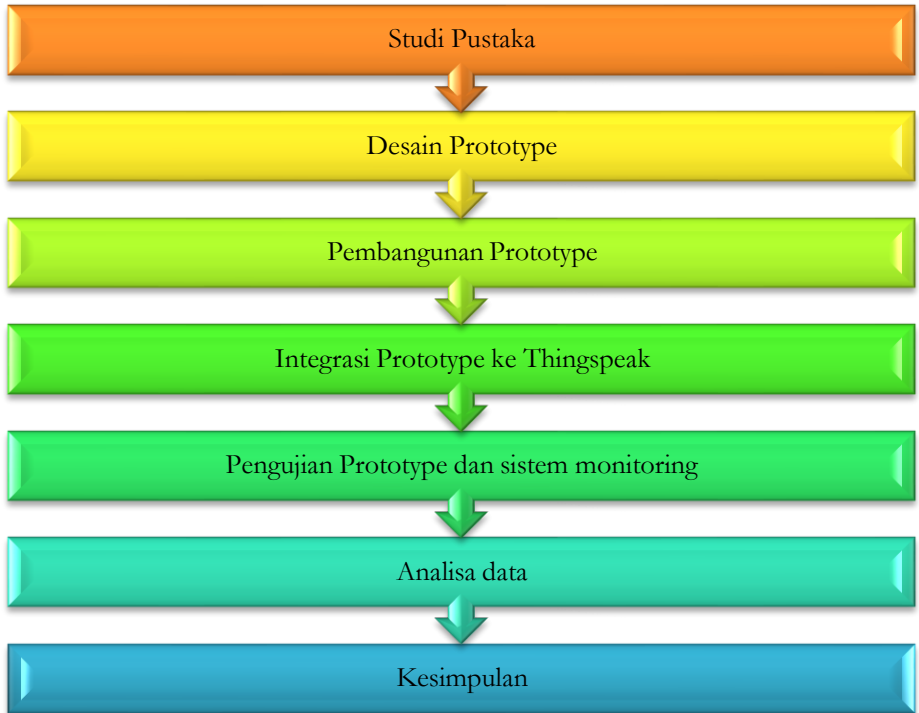 Studi Pustaka
Desain Prototype
Pembangunan Prototype
Integrasi Prototype ke Thingspeak
Pengujian Prototype dan sistem monitoring
Analisa data
Kesimpulan